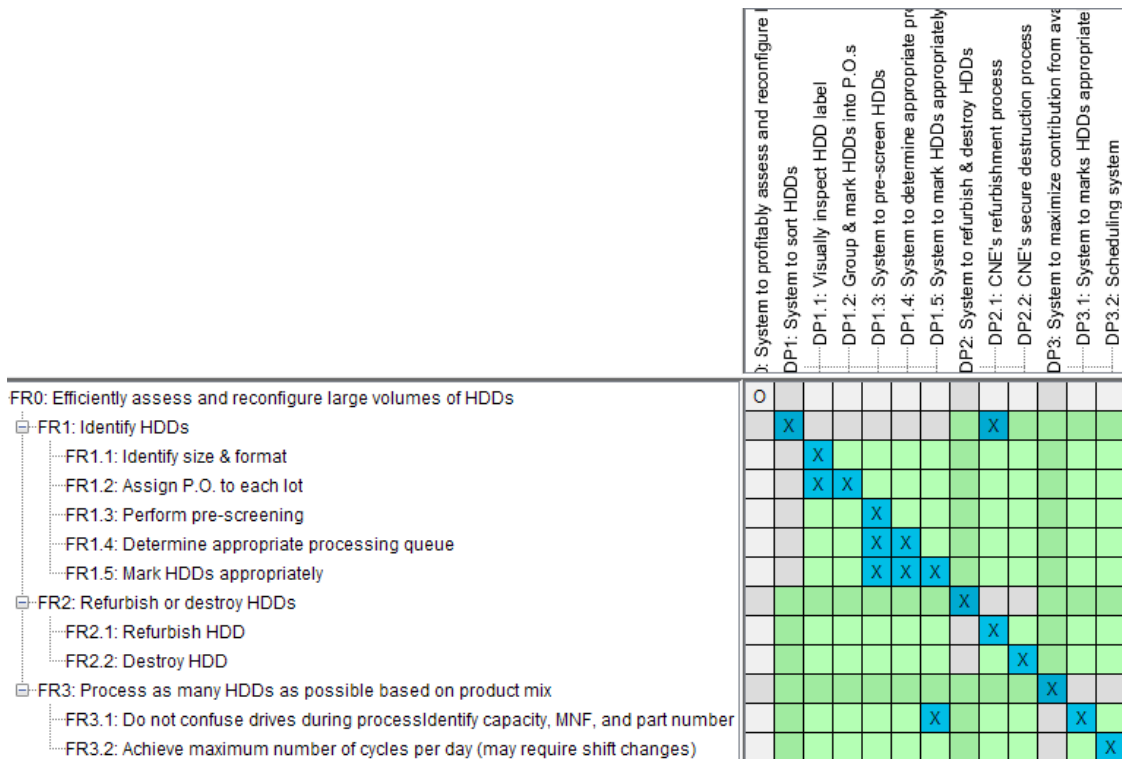 : System to profitably assess and reconfigure
DP1: System to sort HDDs
DP1.1: Visually inspect HDD label
DP1.2: Group & mark HDDs into P.O.s
DP1.3: System to pre-screen HDDs
DP1.4: System to determine appropriate pr
DP1.5: System to mark HDDs appropriately
DP2: System to refurbish & destroy HDDs
DP2.1: CNE's refurbishment process
DP2.2: CNE's secure destruction process
DP3: System to maximize contribution from ava
DP3.1: System to marks HDDs appropriate
DP3.2: Scheduling system
FR0: Efficiently assess and reconfigure large volumes of HDDs O
FR1: Identify HDDs X X
FR1.1: Identify size & format X
FR1.2: Assign P.O. to each lot X X
FR1.3: Perform pre-screening X
FR1.4: Determine appropriate processing queue X X
FR1.5: Mark HDDs appropriately X X X
FR2: Refurbish or destroy HDDs X
FR2.1: Refurbish HDD X
FR2.2: Destroy HDD X
FR3: Process as many HDDs as possible based on product mix X
FR3.1: Do not confuse drives during processIdentify capacity, MNF, and part number X X
FR3.2: Achieve maximum number of cycles per day (may require shift changes) X